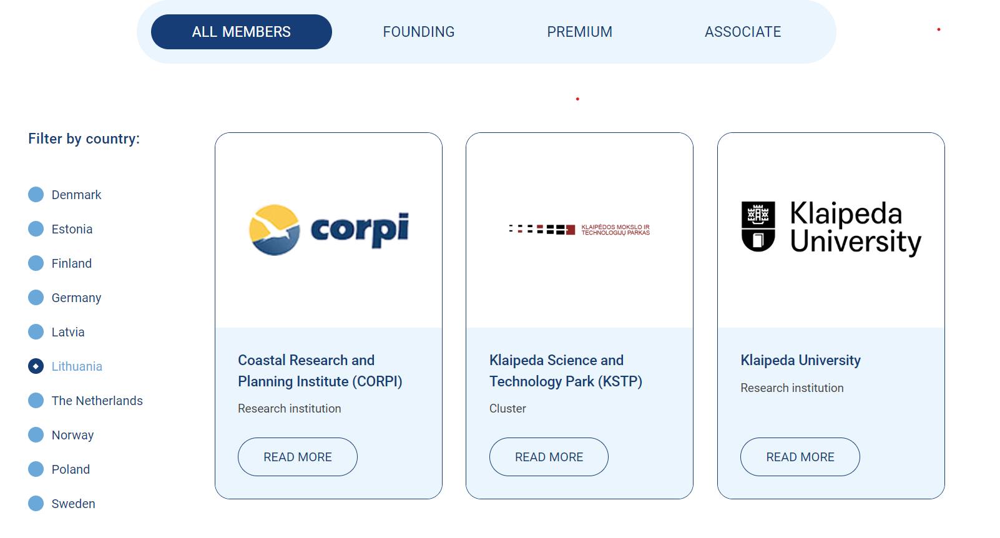 ALL MEMBERS
FOUNDING
PREMIUM
ASSOCIATE
Filter by country:
Denmark
Estonia
Finland
Germany
Latvia
Lithuania
The Netherlands
Norway
Poland
Sweden
corpi
Coastal Research and
Planning Institute (CORPI)
Research institution
READ MORE
KLAIPĖDOS MOKSLO IR
TECHNOLOGIJŲ PARKAS
Klaipeda Science and
Technology Park (KSTP)
Cluster
READ MORE
Klaipeda
University
Klaipeda University
Research institution
READ MORE